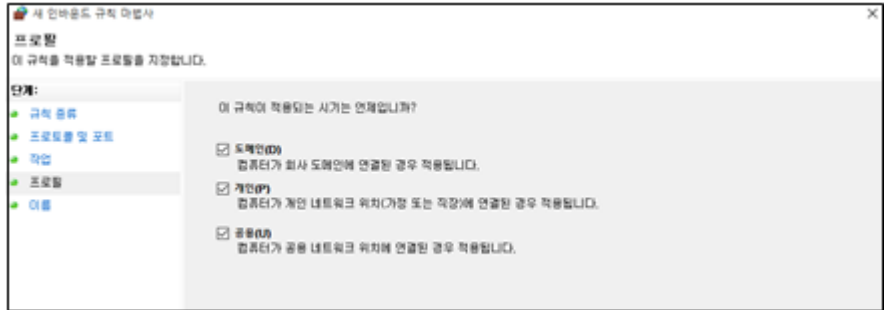 새 인바운드 규칙 마법사
프로필
이 규칙을 적용할 프로필을 지정합니다.
단계:
규칙 종류
프로토콜 및 포트
작업
프로필
이름
이 규칙이 적용되는 시기는 언제입니까?
도메인(D)
컴퓨터가 회사 도메인에 연결된 경우 적용됩니다.
개인(P)
컴퓨터가 개인 네트워크 위치(가정 또는 직장)에 연결된 경우 적용됩니다.
공용(U)
컴퓨터가 공용 네트워크 위치에 연결된 경우 적용됩니다.